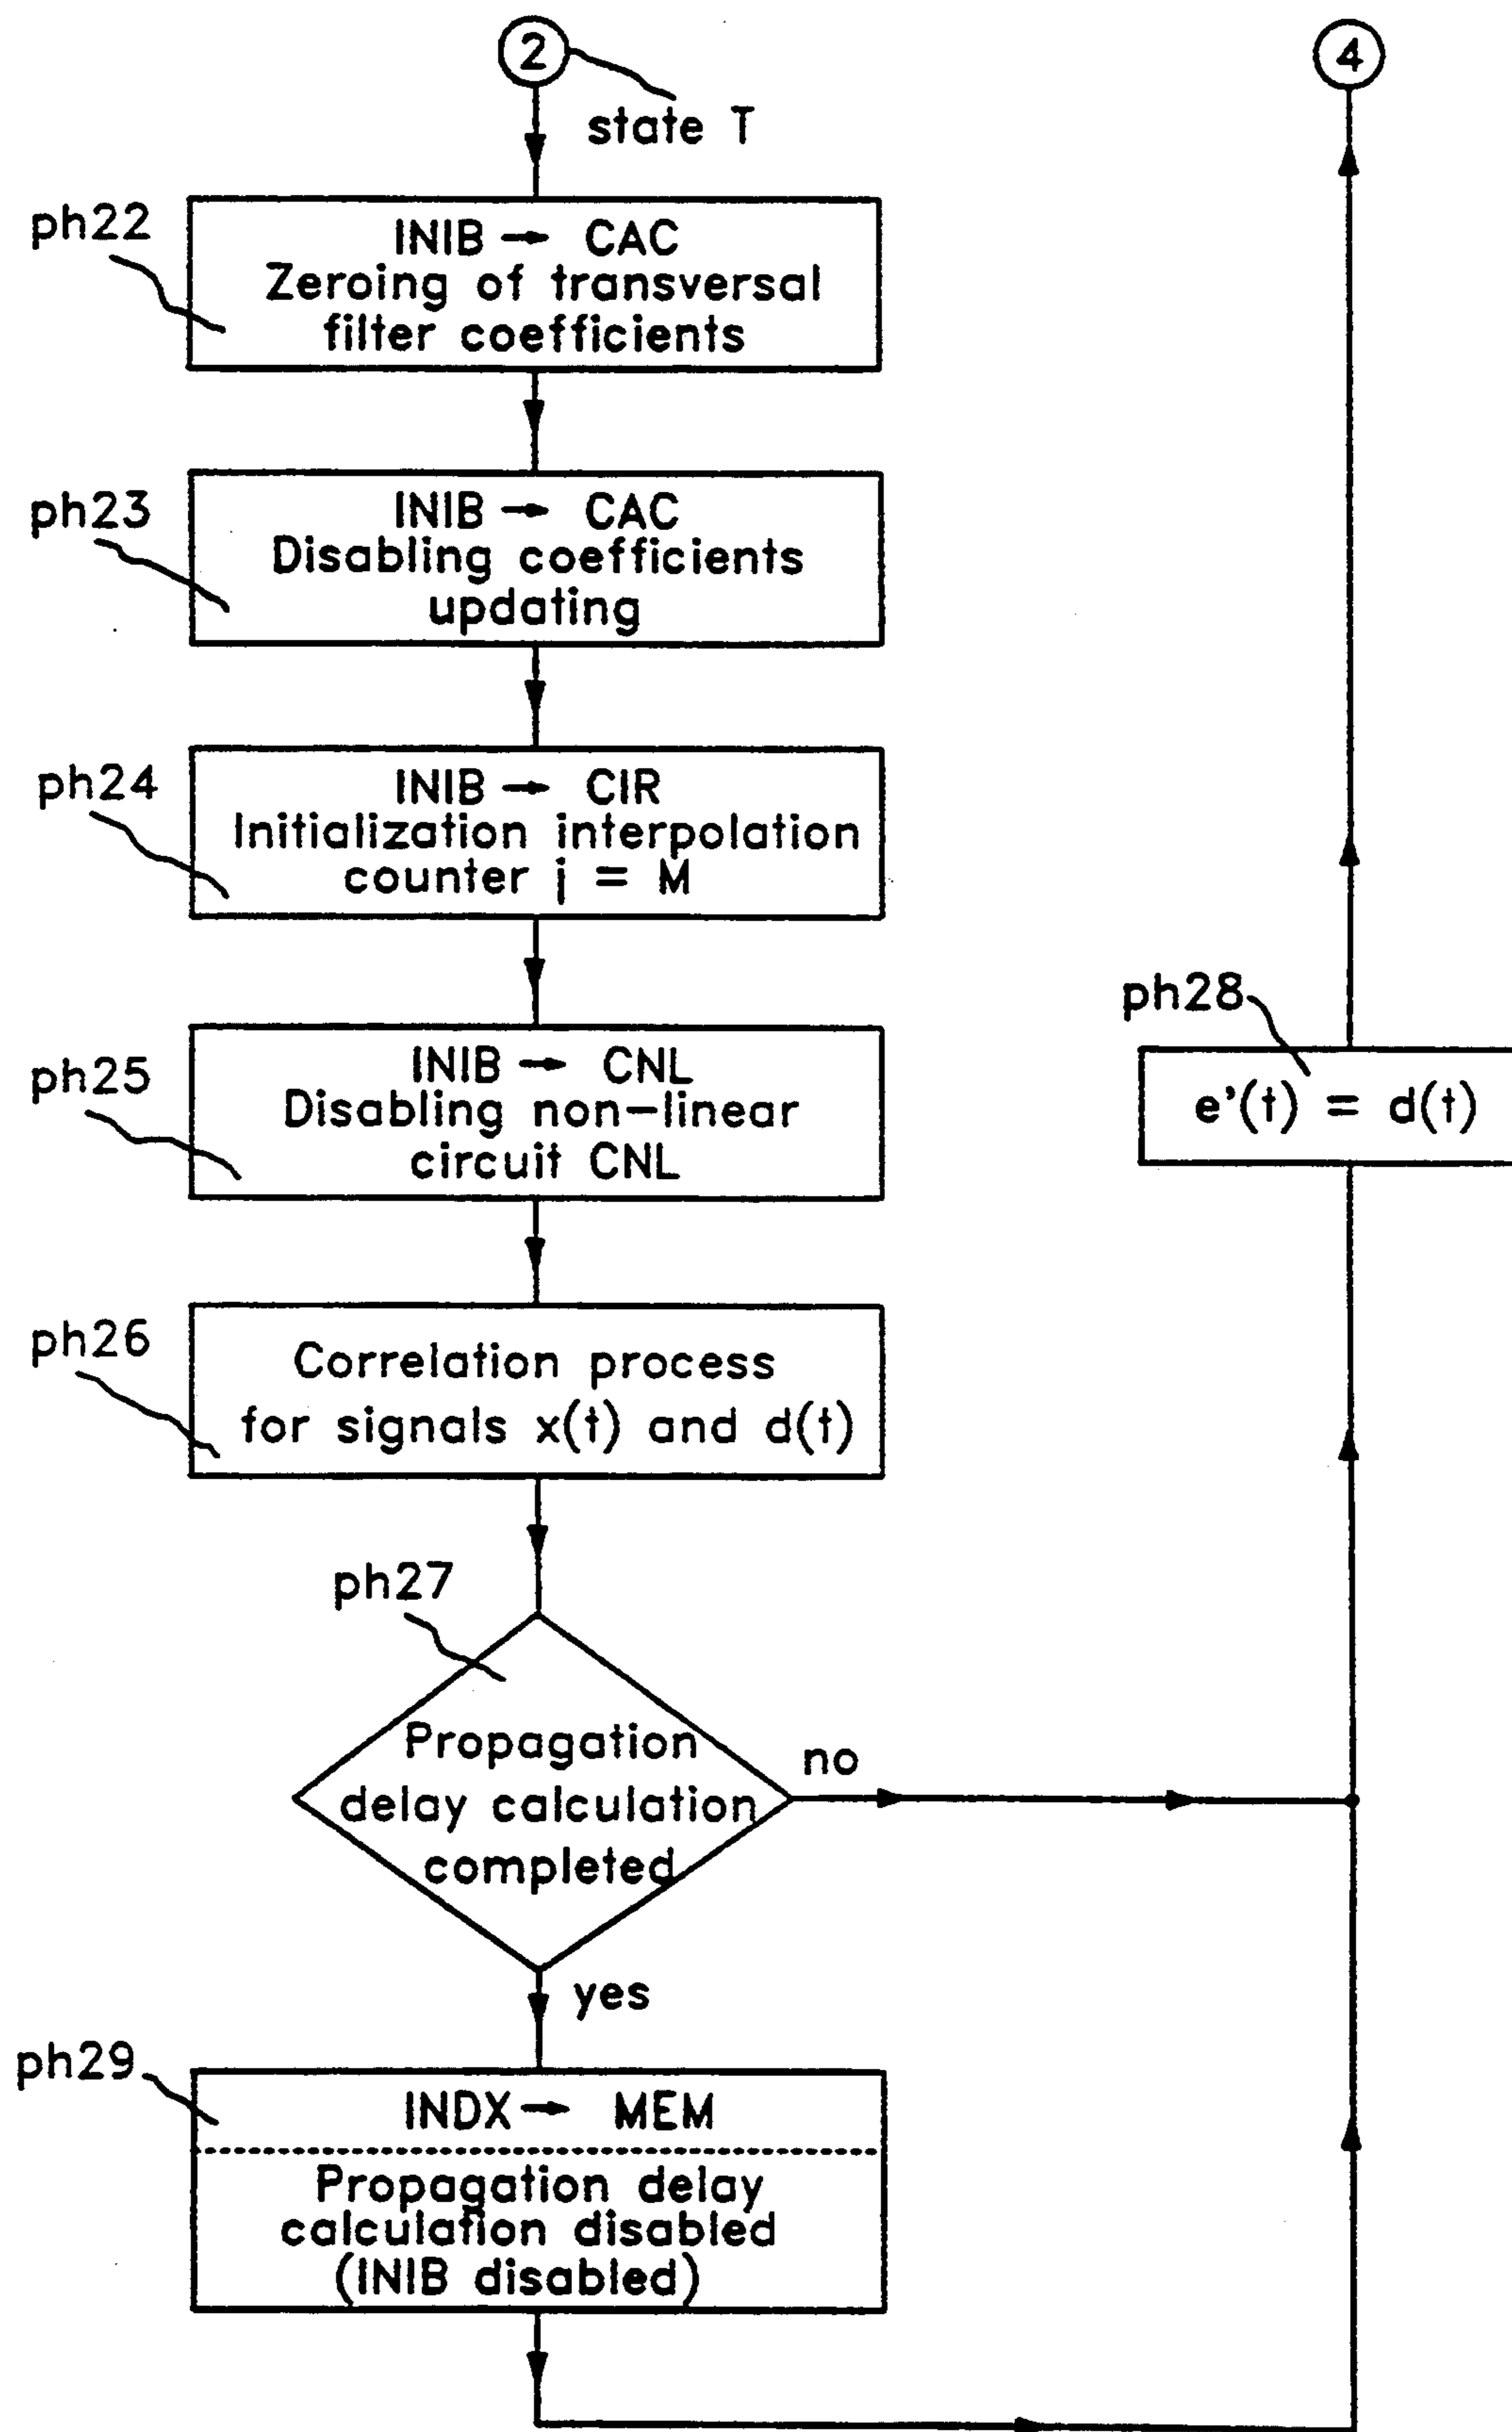 2
4
state T
ph22
INIB → CAC
Zeroing of transversal
filter coefficients
ph23
INIB → CAC
Disabling coefficients
updating
ph24
INIB → CIR
Initialization interpolation
counter j = M
ph25
INIB → CNL
Disabling non-linear
circuit CNL
ph28
e'(t) = d(t)
ph26
Correlation process
for signals x(t) and d(t)
ph27
Propagation
delay calculation
completed
no
yes
ph29
INDX → MEM
Propagation delay
calculation disabled
(INIB disabled)